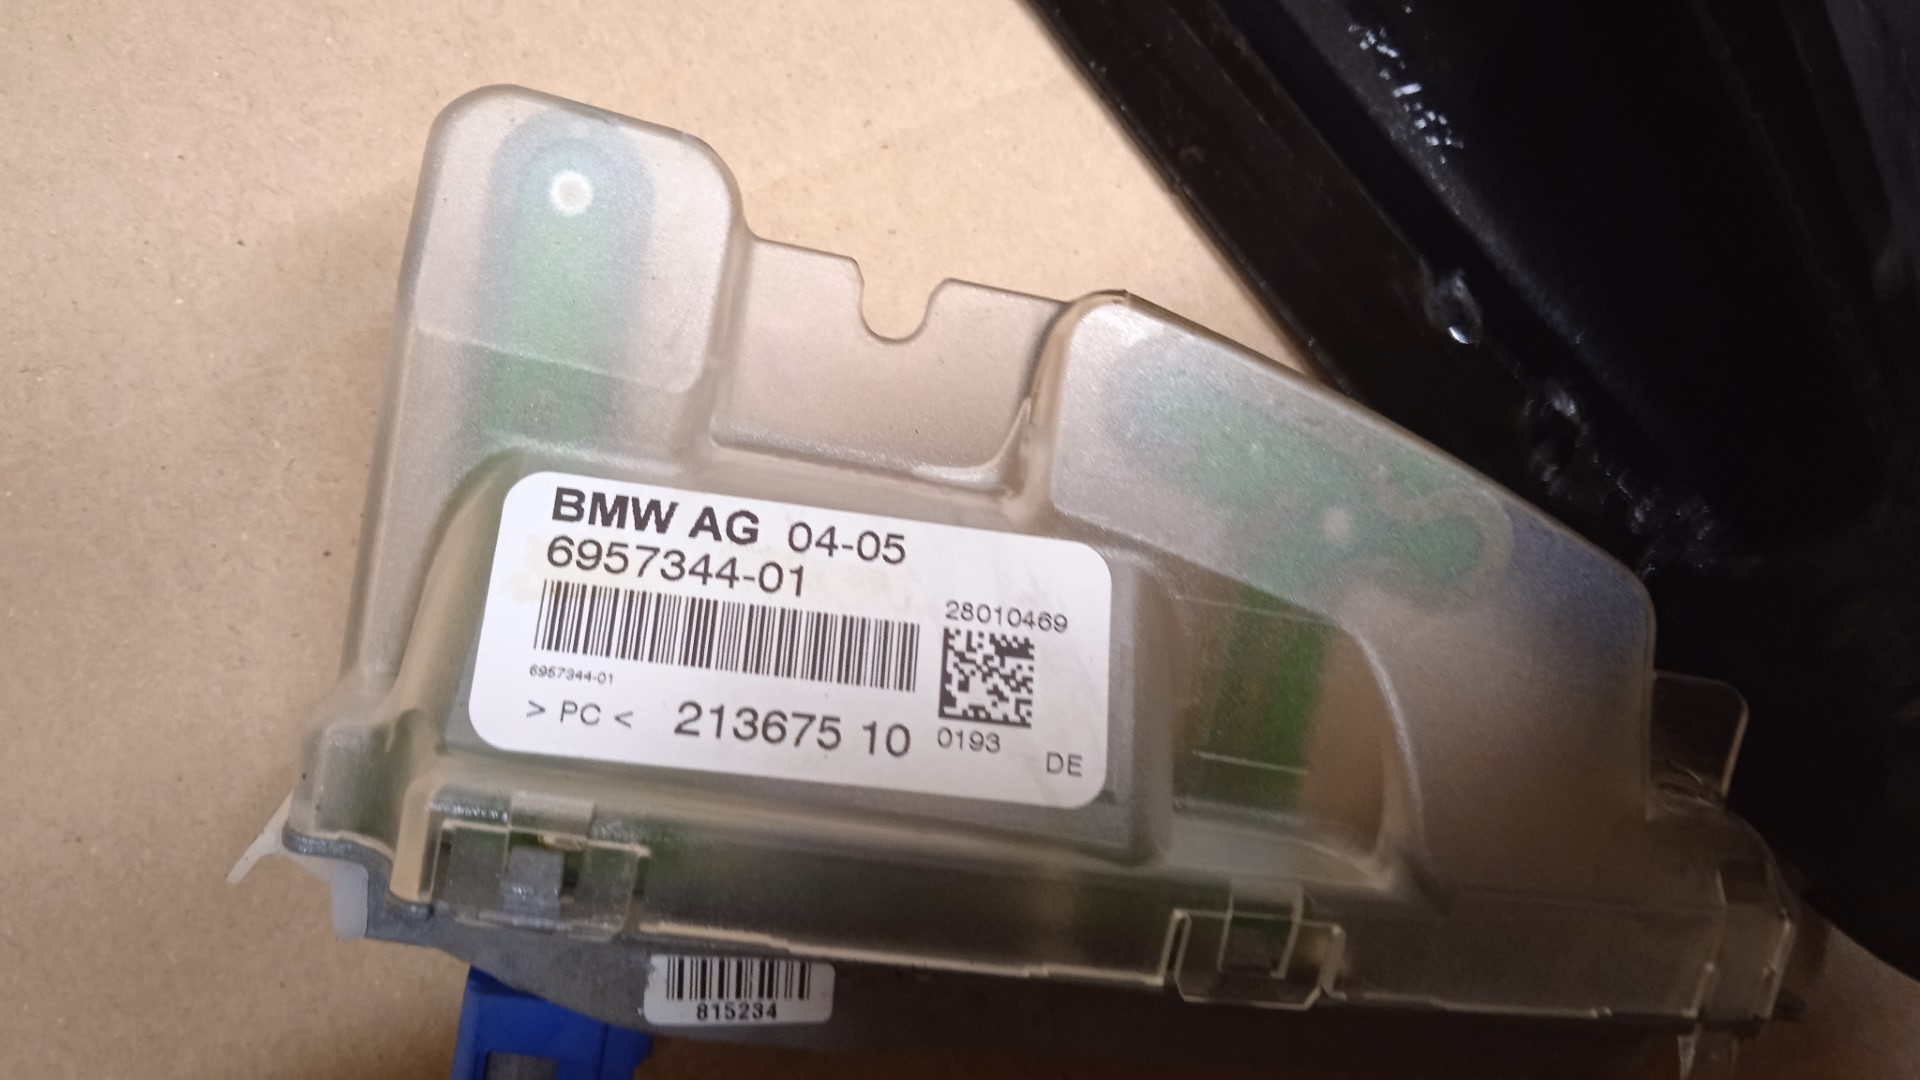 BMW AG 04-05
6957344-01
28010469
6957344-01
> PC < 213675 10
0193
DE
815234